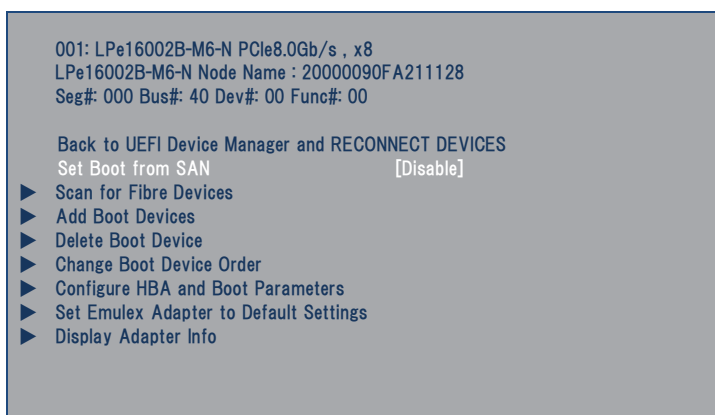 001: LPe16002B-M6-N PCIe8.0Gb/s , x8
LPe16002B-M6-N Node Name : 20000090FA211128
Seg#: 000 Bus#: 40 Dev#: 00 Func#: 00
Back to UEFI Device Manager and RECONNECT DEVICES
Set Boot from SAN [Disable]
Scan for Fibre Devices
Add Boot Devices
Delete Boot Device
Change Boot Device Order
Configure HBA and Boot Parameters
Set Emulex Adapter to Default Settings
Display Adapter Info